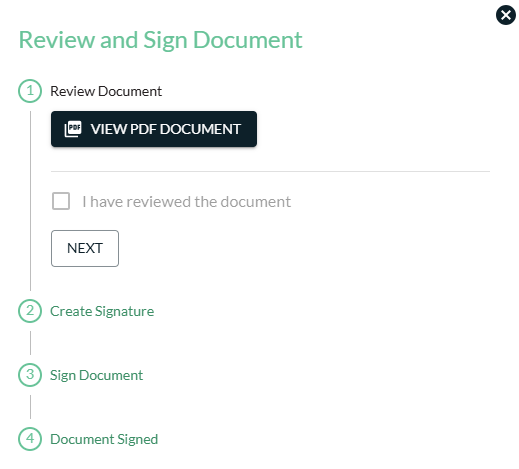 Review and Sign Document
1 Review Document
PDF VIEW PDF DOCUMENT
I have reviewed the document
NEXT
2 Create Signature
3 Sign Document
4 Document Signed